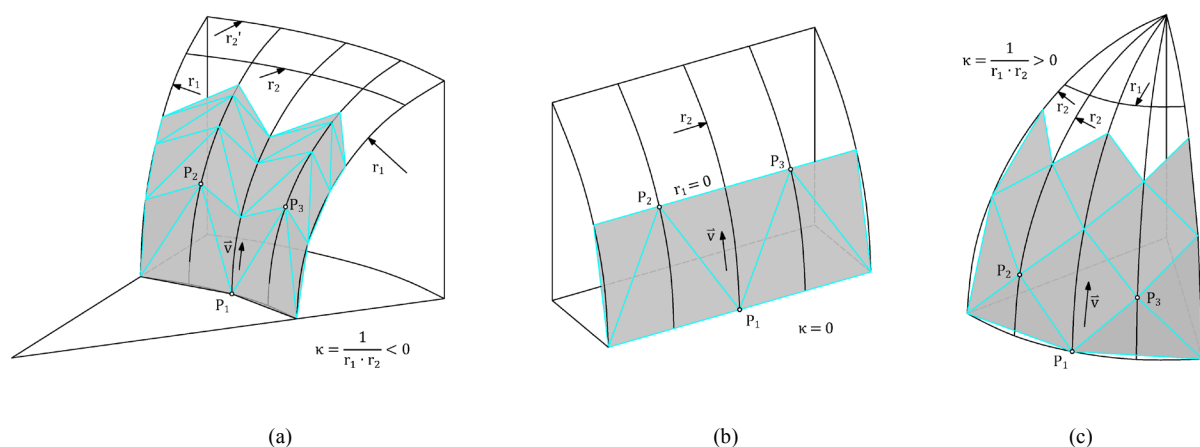 r₂'
r₂
r₁
r₁
P₂
P₃
v⃗
P₁
κ = 1 / (r₁ · r₂) < 0
(a)
r₂
P₃
r₁ = 0
P₂
v⃗
P₁
κ = 0
(b)
κ = 1 / (r₁ · r₂) > 0
r₁
r₂
r₂
P₂
P₃
v⃗
P₁
(c)